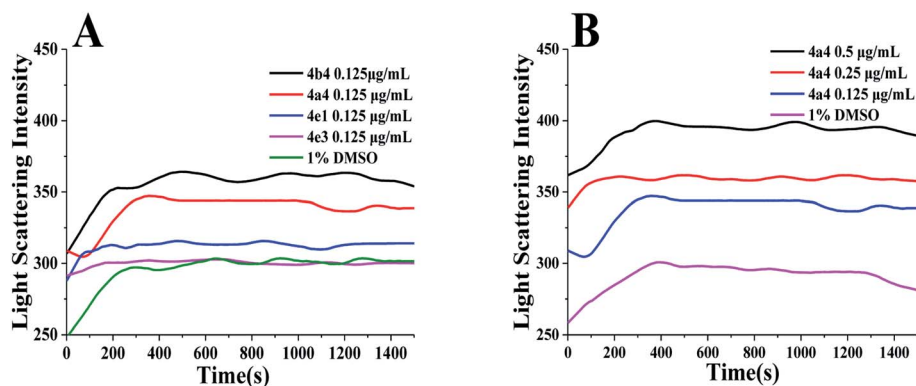 A
Light Scattering Intensity
450
400
350
300
250
4b4 0.125µg/mL
4a4 0.125 µg/mL
4e1 0.125 µg/mL
4e3 0.125 µg/mL
1% DMSO
0 200 400 600 800 1000 1200 1400
Time(s)
B
Light Scattering Intensity
450
400
350
300
250
4a4 0.5 µg/mL
4a4 0.25 µg/mL
4a4 0.125 µg/mL
1% DMSO
0 200 400 600 800 1000 1200 1400
Time(s)